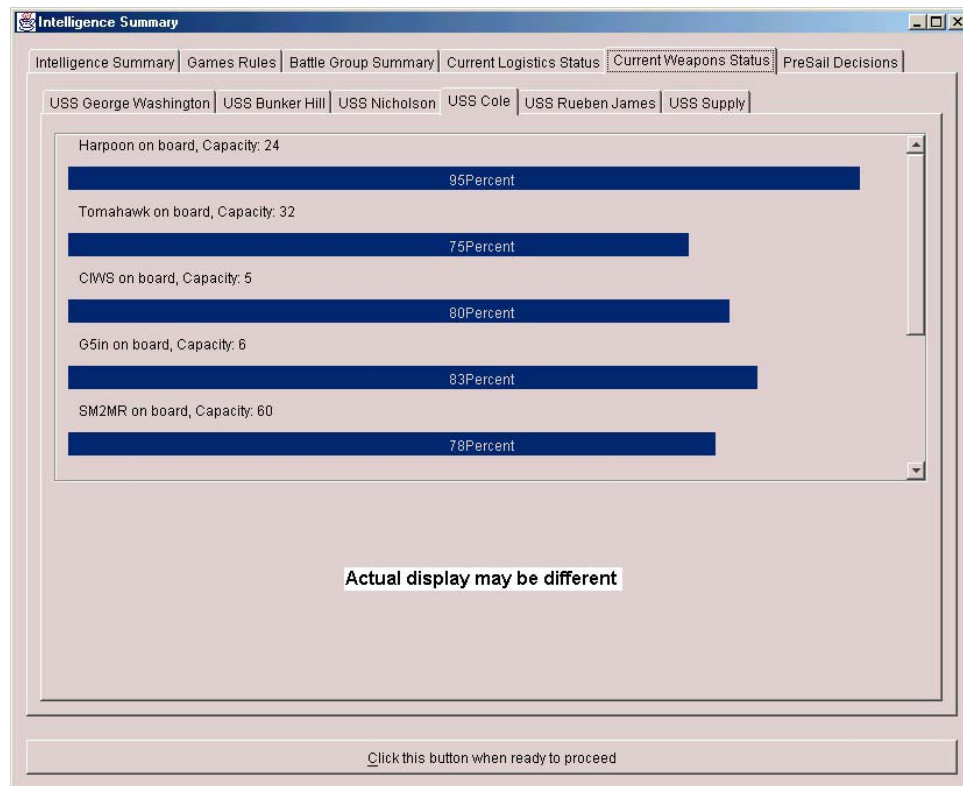 Intelligence Summary
Intelligence Summary Games Rules Battle Group Summary Current Logistics Status Current Weapons Status PreSail Decisions
USS George Washington USS Bunker Hill USS Nicholson USS Cole USS Rueben James USS Supply
Harpoon on board, Capacity: 24
95Percent
Tomahawk on board, Capacity: 32
75Percent
CIWS on board, Capacity: 5
80Percent
G5in on board, Capacity: 6
83Percent
SM2MR on board, Capacity: 60
78Percent
Actual display may be different
Click this button when ready to proceed